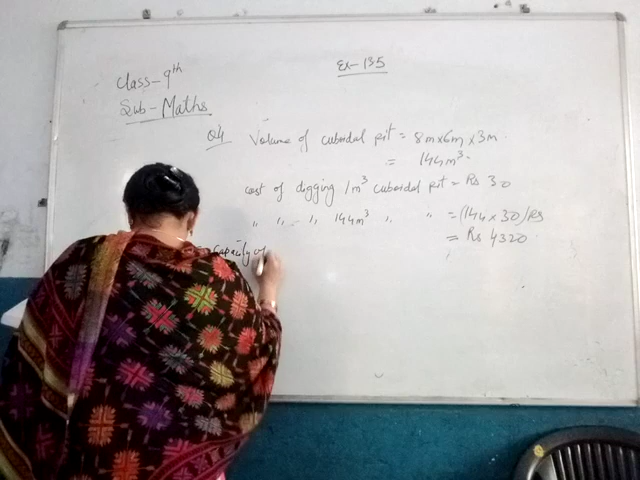 Ex- 13.5
Class-9th
Sub- Maths
Q4 Volume of cuboidal pit = 8m×6m×3m
= 144m³
cost of digging 1m³ cuboidal pit = Rs 30
" " " 144m³ " " = (144×30)Rs
= Rs 4320
Capacity of